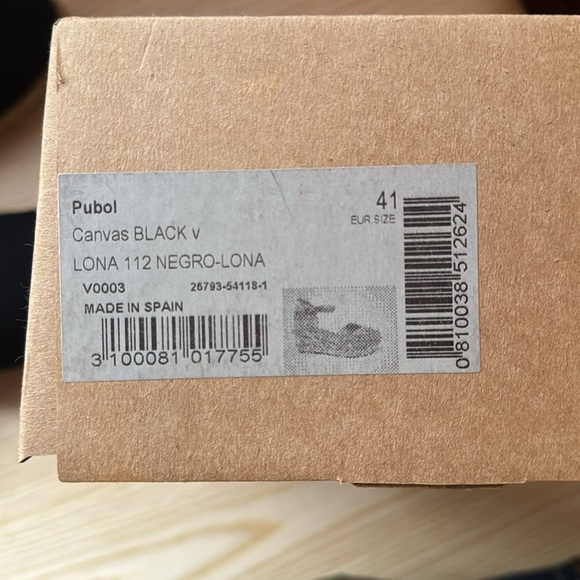 Pubol
41
EUR.SIZE
Canvas BLACK v
LONA 112 NEGRO-LONA
V0003 26793-54118-1
MADE IN SPAIN
3 100081 017755
0 810038 512624